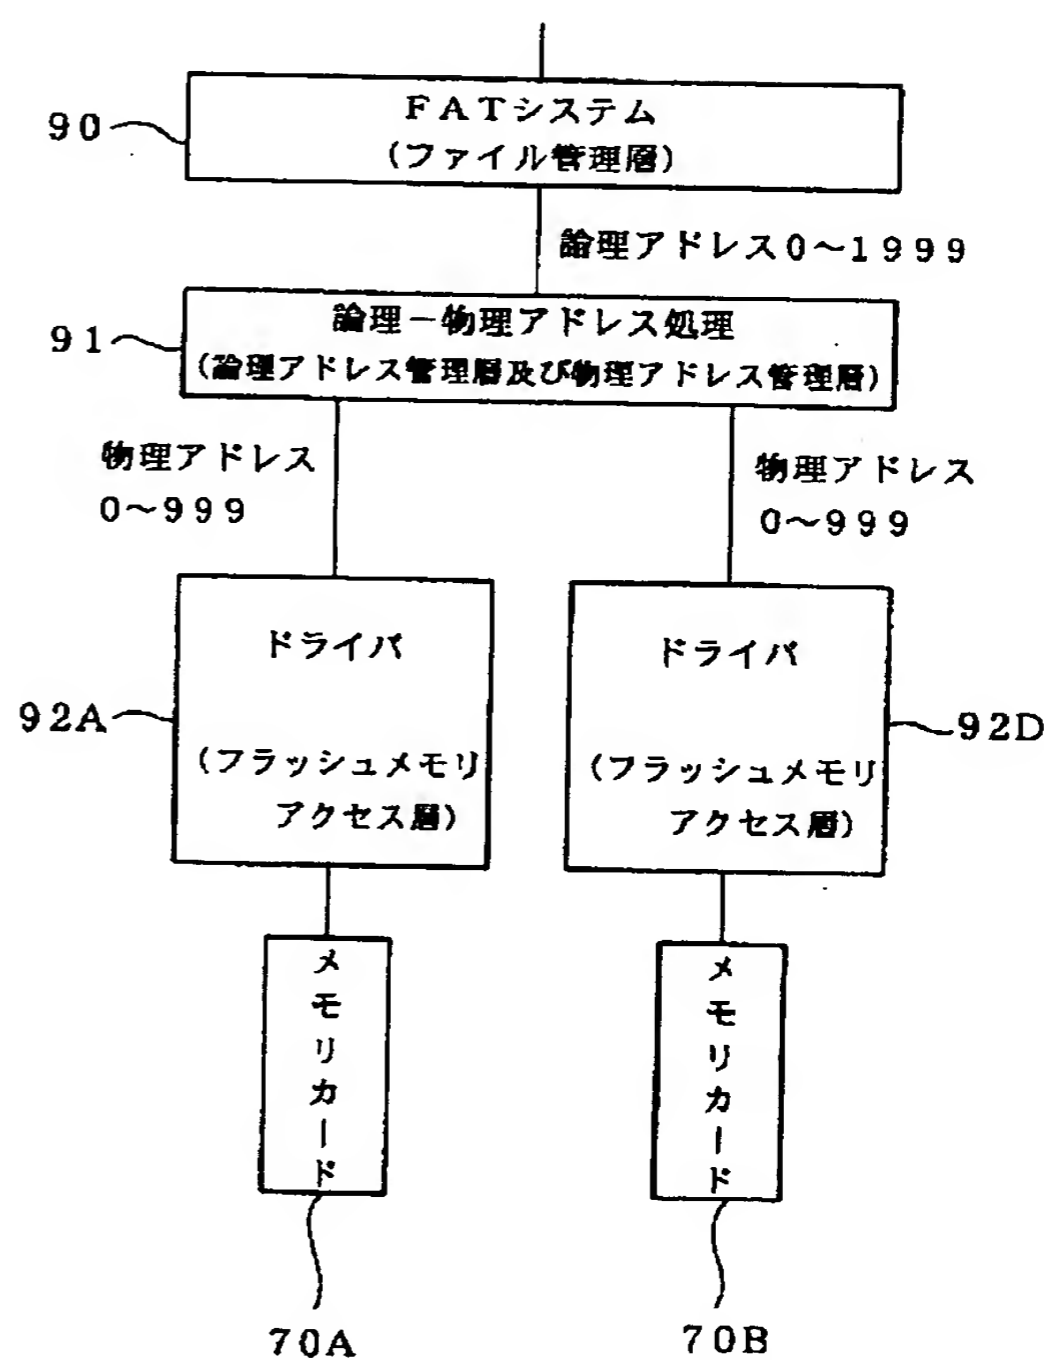 90
FATシステム
(ファイル管理層)
論理アドレス0～1999
91
論理－物理アドレス処理
(論理アドレス管理層及び物理アドレス管理層)
物理アドレス
0～999
物理アドレス
0～999
ドライバ
ドライバ
92A
92D
(フラッシュメモリ
アクセス層)
(フラッシュメモリ
アクセス層)
メモリカード
メモリカード
70A
70B